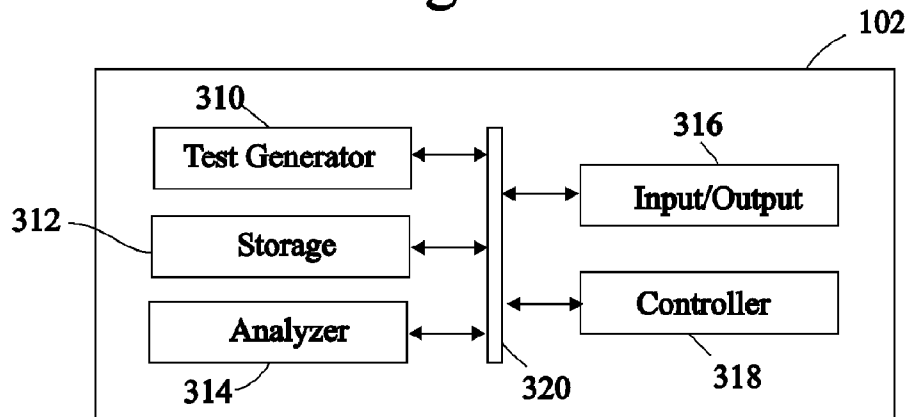 102
310
Test Generator
316
Input/Output
312
Storage
Controller
Analyzer
314
320
318